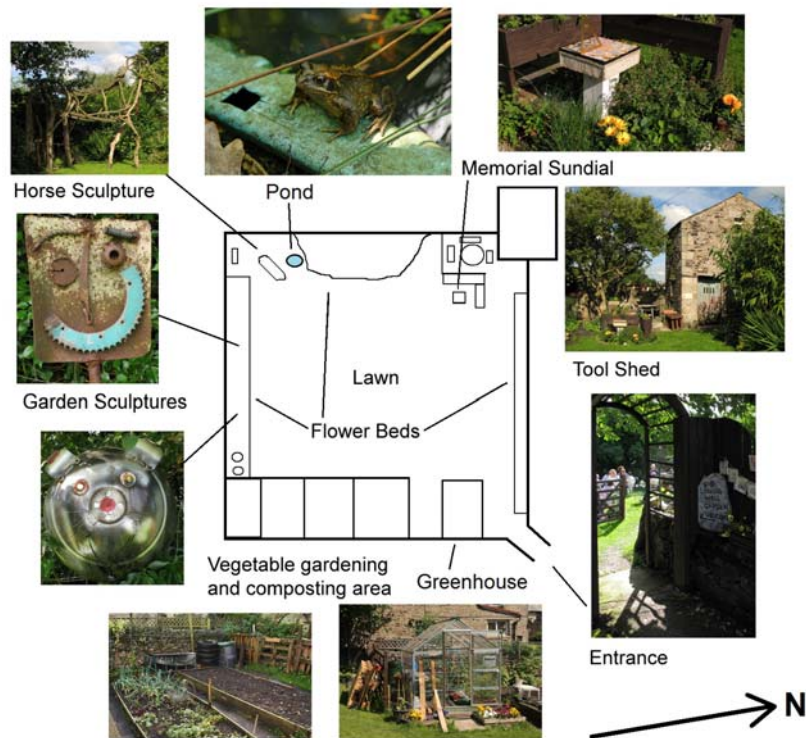 Horse Sculpture
Pond
Memorial Sundial
Tool Shed
Garden Sculptures
Lawn
Flower Beds
Vegetable gardening
and composting area
Greenhouse
Entrance
N